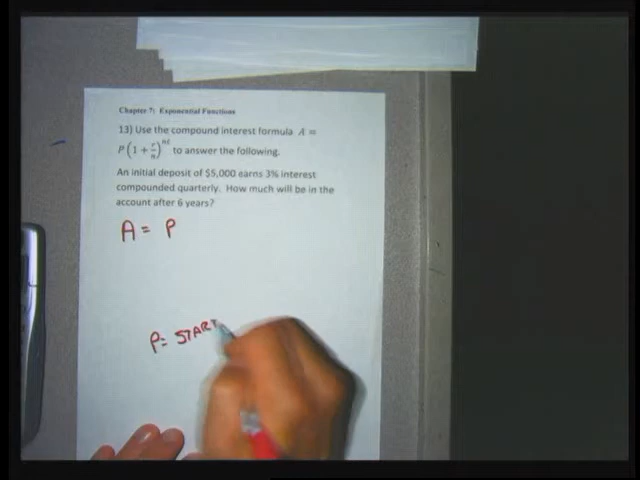 Chapter 7: Exponential Functions
13) Use the compound interest formula A =
P(1 + r/n)^nt to answer the following.
An initial deposit of $5,000 earns 3% interest
compounded quarterly. How much will be in the
account after 6 years?
A = P
P = START